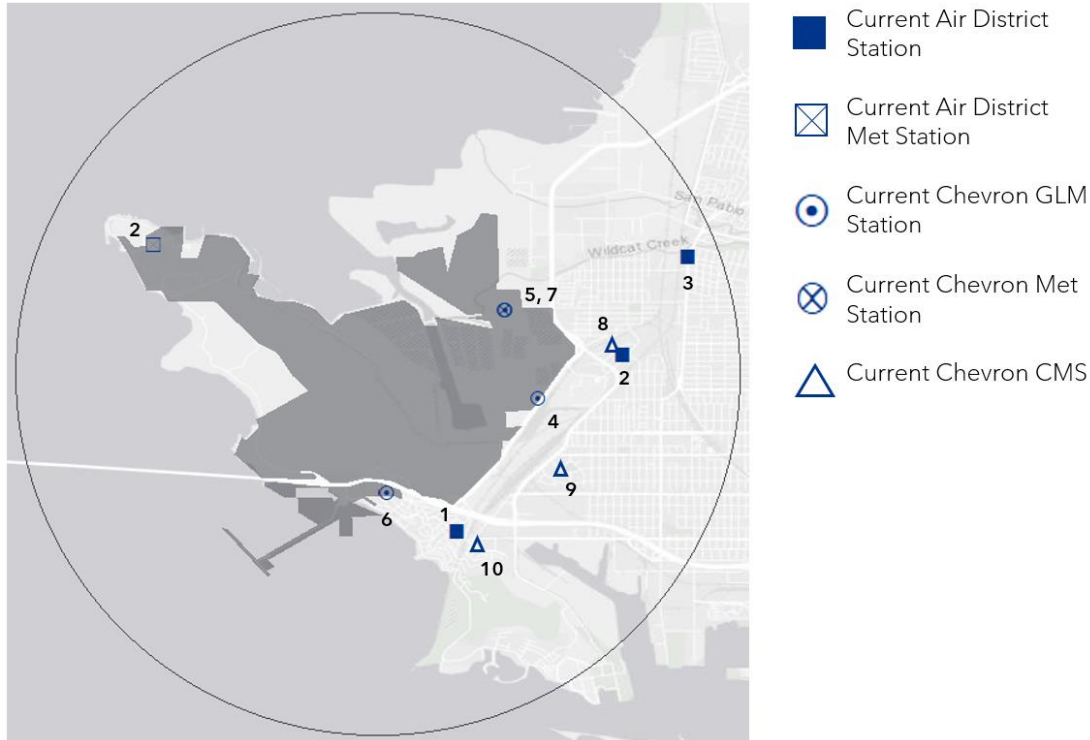 Current Air District
Station
Current Air District
Met Station
Current Chevron GLM
Station
Current Chevron Met
Station
Current Chevron CMS
San Pablo
Wildcat Creek
2
3
5, 7
8
2
4
9
6
1
10